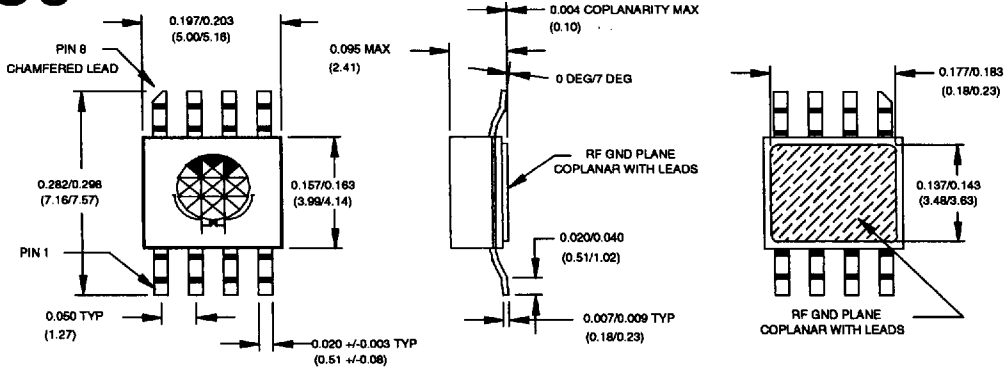 0.197/0.203
(5.00/5.16)
PIN 8
CHAMFERED LEAD
0.282/0.298
(7.16/7.57)
0.157/0.163
(3.99/4.14)
PIN 1
0.050 TYP
(1.27)
0.020 +/-0.003 TYP
(0.51 +/-0.08)
0.004 COPLANARITY MAX
(0.10)
0.095 MAX
(2.41)
0 DEG/7 DEG
RF GND PLANE
COPLANAR WITH LEADS
0.020/0.040
(0.51/1.02)
0.007/0.009 TYP
(0.18/0.23)
0.177/0.183
(0.18/0.23)
0.137/0.143
(3.48/3.63)
RF GND PLANE
COPLANAR WITH LEADS